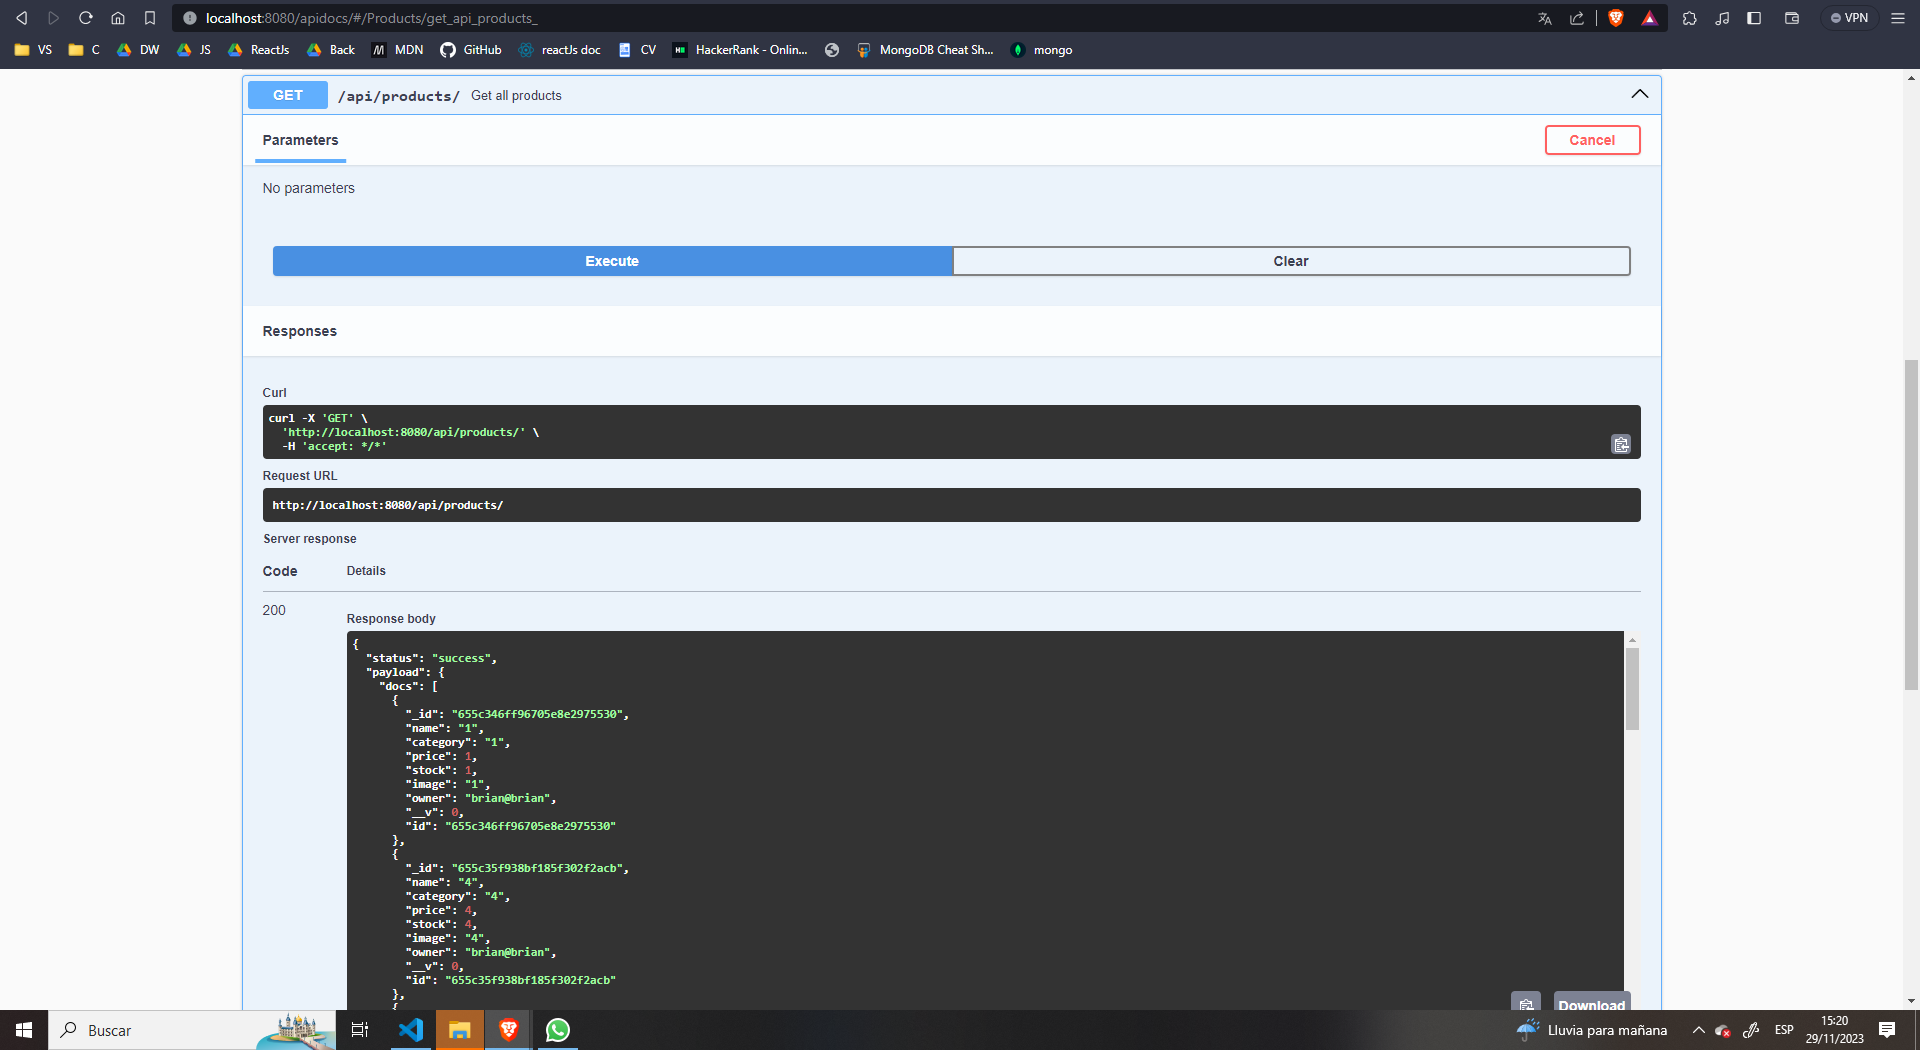 localhost:8080/apidocs/#/Products/get_api_products_
VPN
VS
C
DW
JS
ReactJs
Back
MDN
GitHub
reactJs doc
CV
HackerRank - Onlin...
MongoDB Cheat Sh...
mongo
GET /api/products/ Get all products
Parameters
Cancel
No parameters
Execute
Clear
Responses
Curl
curl -X 'GET' \
'http://localhost:8080/api/products/' \
-H 'accept: */*'
Request URL
http://localhost:8080/api/products/
Server response
Code Details
200
Response body
{
"status": "success",
"payload": {
"docs": [
{
"_id": "655c346ff96705e8e2975530",
"name": "1",
"category": "1",
"price": 1,
"stock": 1,
"image": "1",
"owner": "brian@brian",
"__v": 0,
"id": "655c346ff96705e8e2975530"
},
{
"_id": "655c35f938bf185f302f2acb",
"name": "4",
"category": "4",
"price": 4,
"stock": 4,
"image": "4",
"owner": "brian@brian",
"__v": 0,
"id": "655c35f938bf185f302f2acb"
},
{
Download
Buscar
Lluvia para mañana
ESP
15:20
29/11/2023